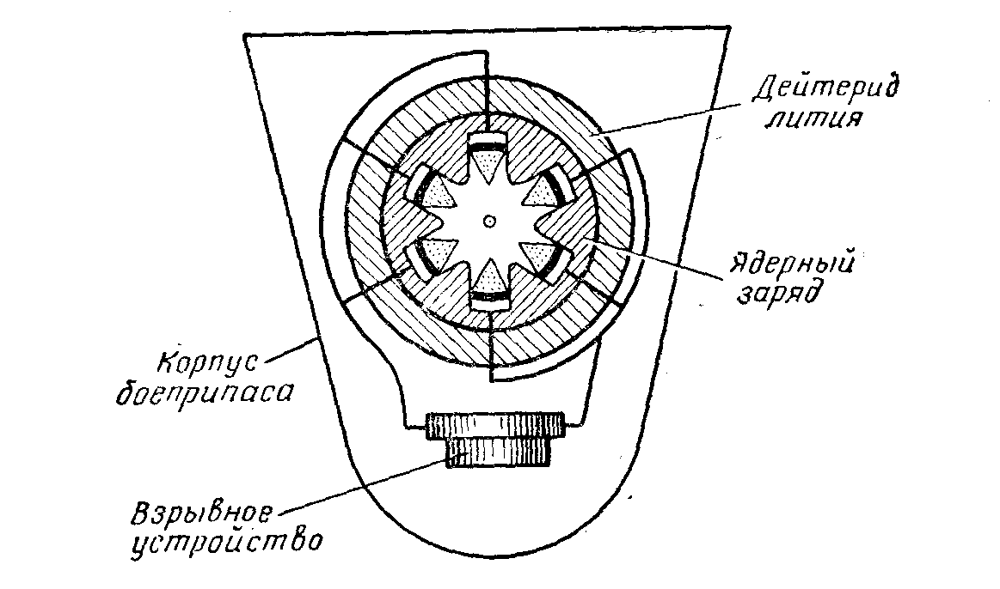 Дейтерид
лития
Ядерный
заряд
Корпус
боеприпаса
Взрывное
устройство